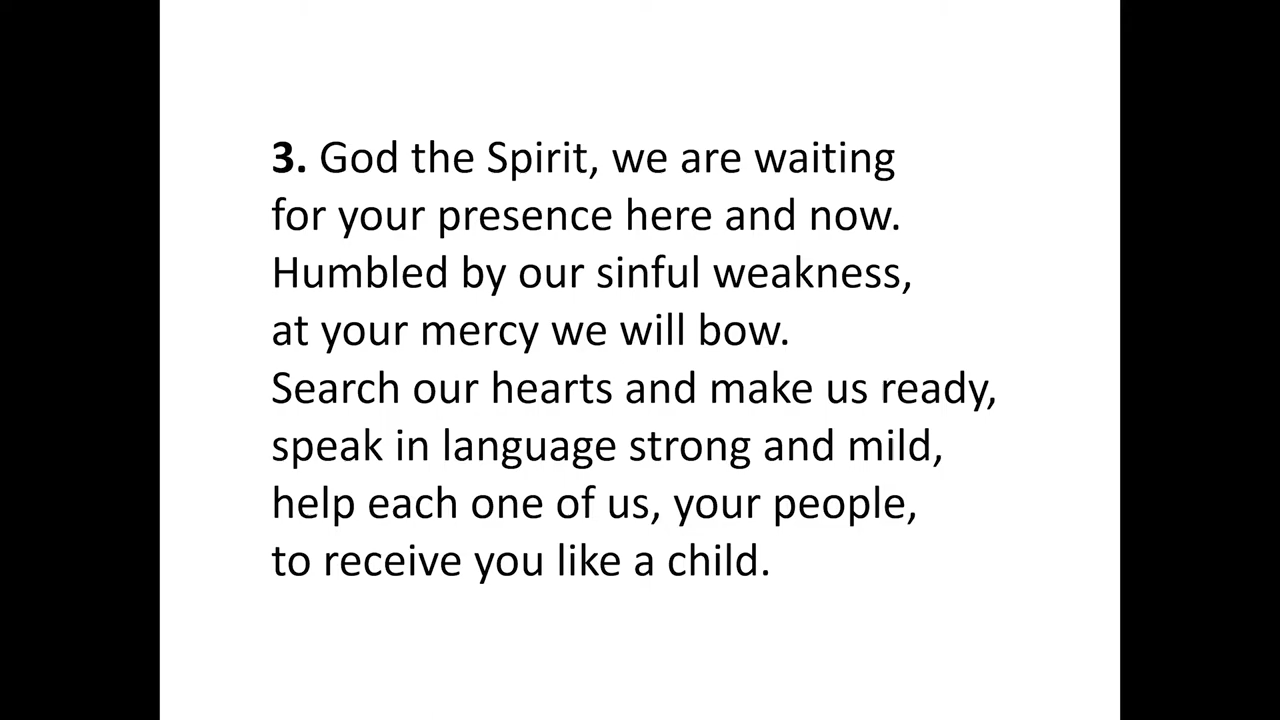 3. God the Spirit, we are waiting
for your presence here and now.
Humbled by our sinful weakness,
at your mercy we will bow.
Search our hearts and make us ready,
speak in language strong and mild,
help each one of us, your people,
to receive you like a child.